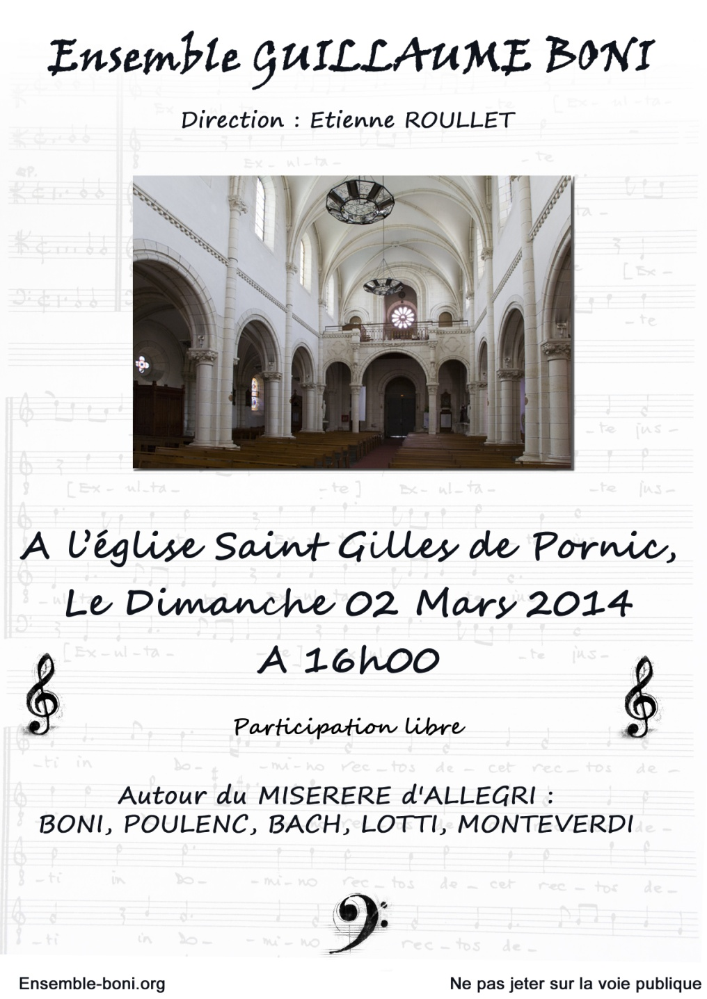 Ensemble GUILLAUME BONI
Direction : Etienne ROULLET
A l'église Saint Gilles de Pornic,
Le Dimanche 02 Mars 2014
A 16h00
Participation libre
Autour du MISERERE d'ALLEGRI :
BONI, POULENC, BACH, LOTTI, MONTEVERDI
Ensemble-boni.org
Ne pas jeter sur la voie publique